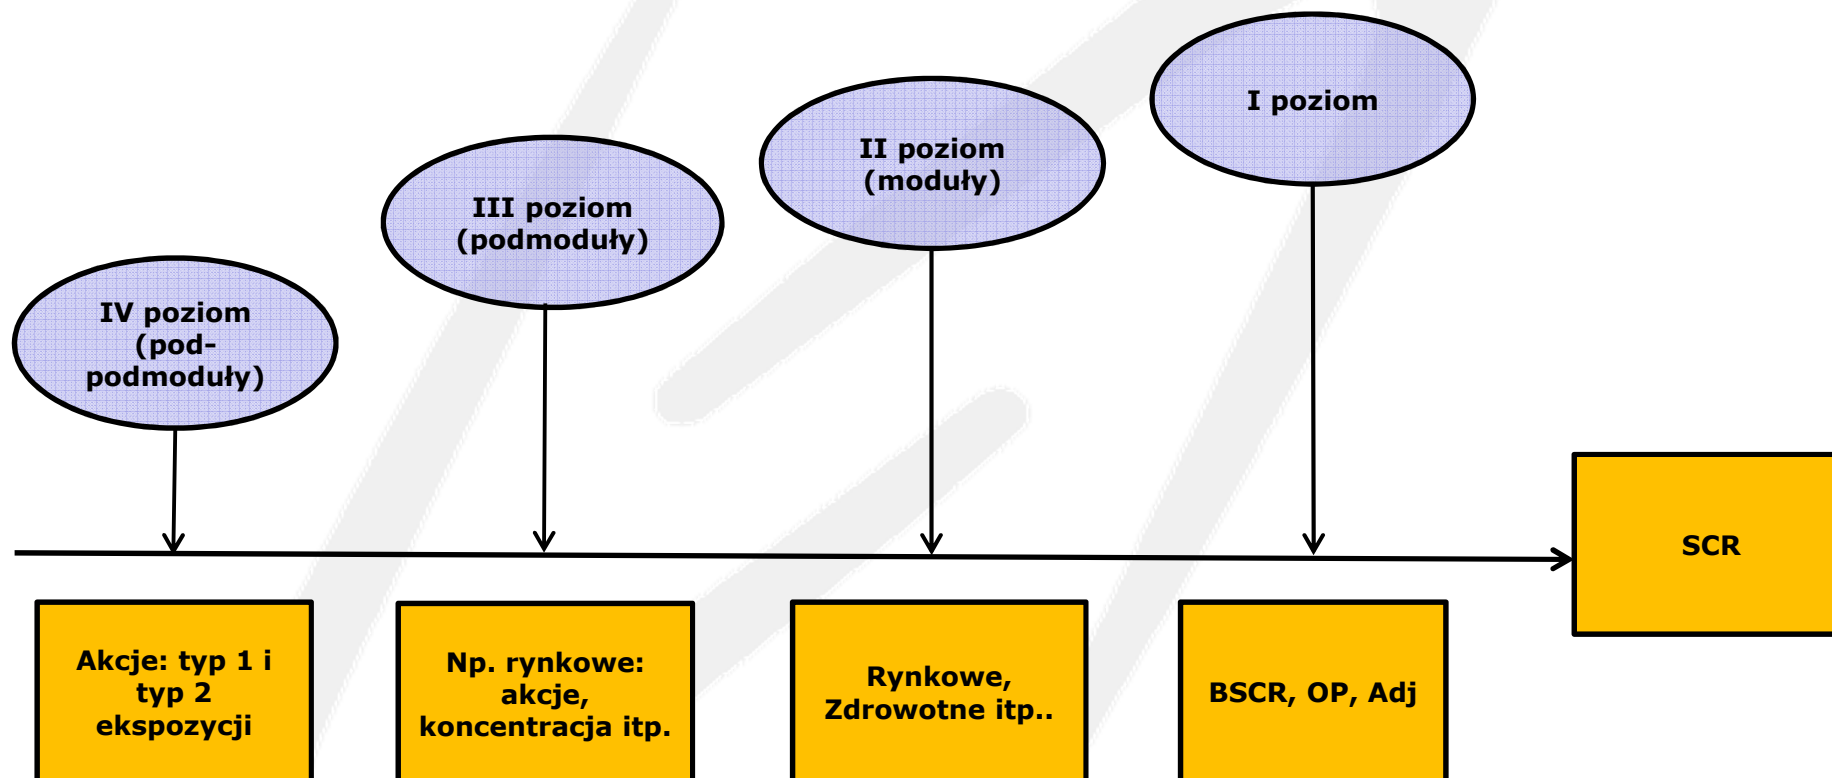 I poziom
II poziom
(moduły)
III poziom
(podmoduły)
IV poziom
(pod-
podmoduły)
SCR
Akcje: typ 1 i
typ 2
ekspozycji
Np. rynkowe:
akcje,
koncentracja itp.
Rynkowe,
Zdrowotne itp..
BSCR, OP, Adj